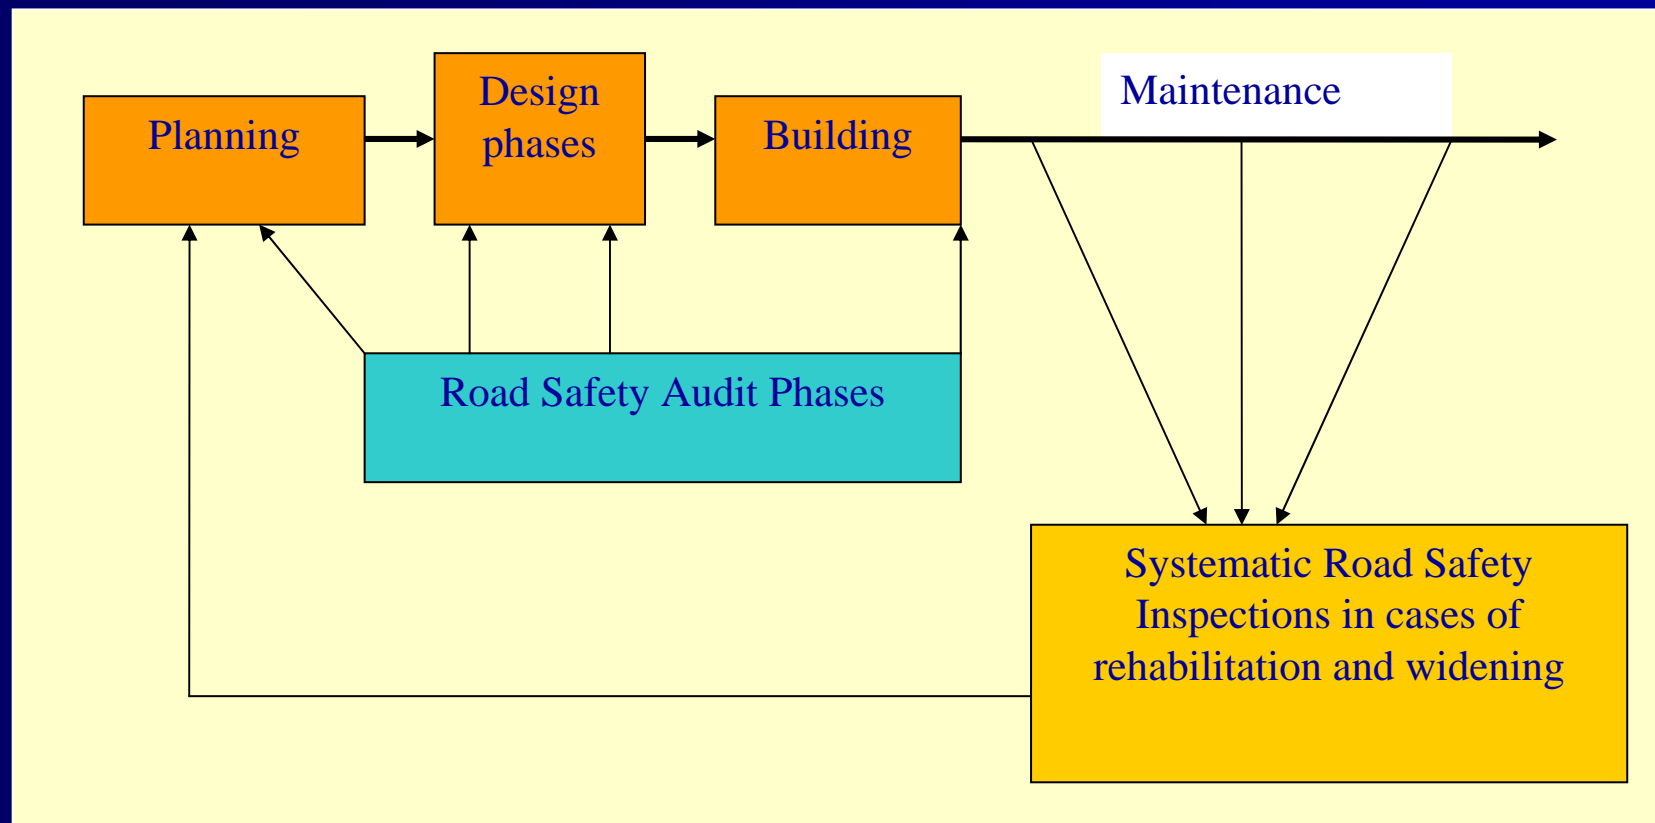 Planning
Design
phases
Building
Maintenance
Road Safety Audit Phases
Systematic Road Safety
Inspections in cases of
rehabilitation and widening